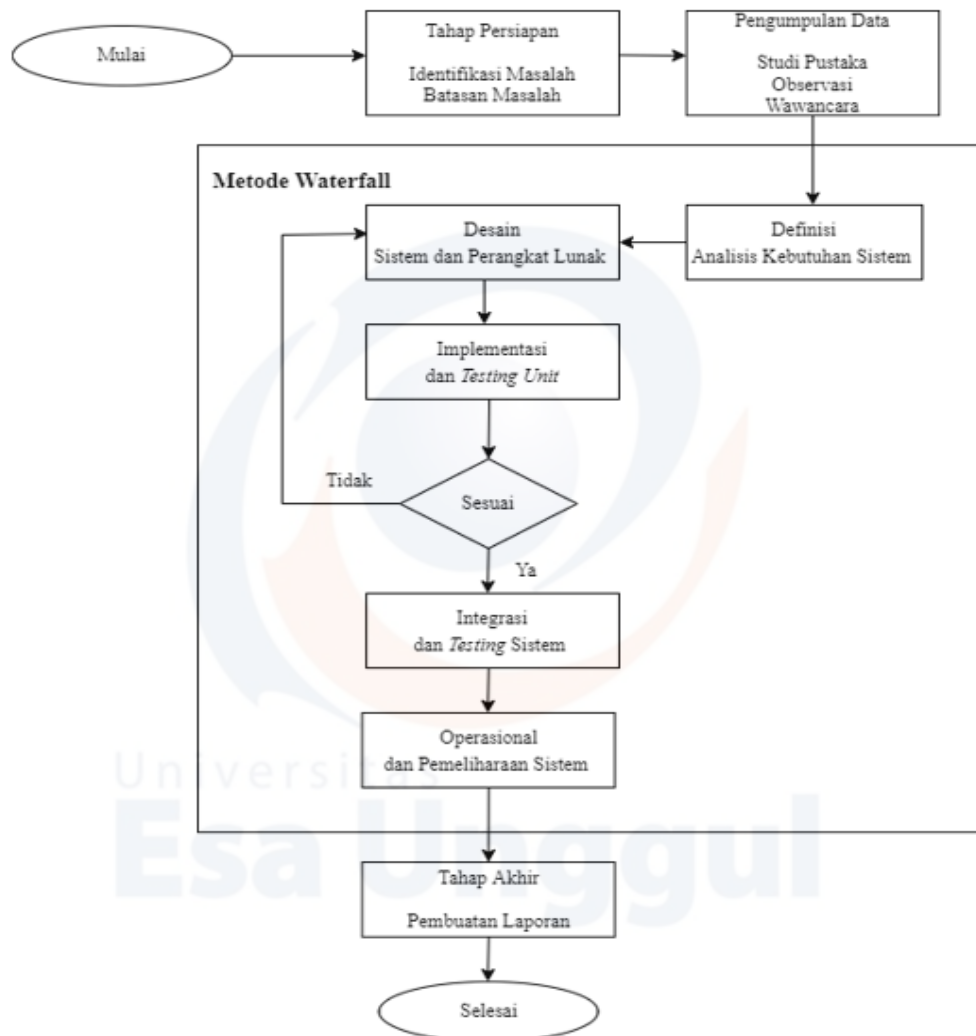 Mulai
Tahap Persiapan
Identifikasi Masalah
Batasan Masalah
Pengumpulan Data
Studi Pustaka
Observasi
Wawancara
Metode Waterfall
Definisi
Analisis Kebutuhan Sistem
Desain
Sistem dan Perangkat Lunak
Implementasi
dan Testing Unit
Sesuai
Tidak
Ya
Integrasi
dan Testing Sistem
Operasional
dan Pemeliharaan Sistem
Universitas
Esa Unggul
Tahap Akhir
Pembuatan Laporan
Selesai